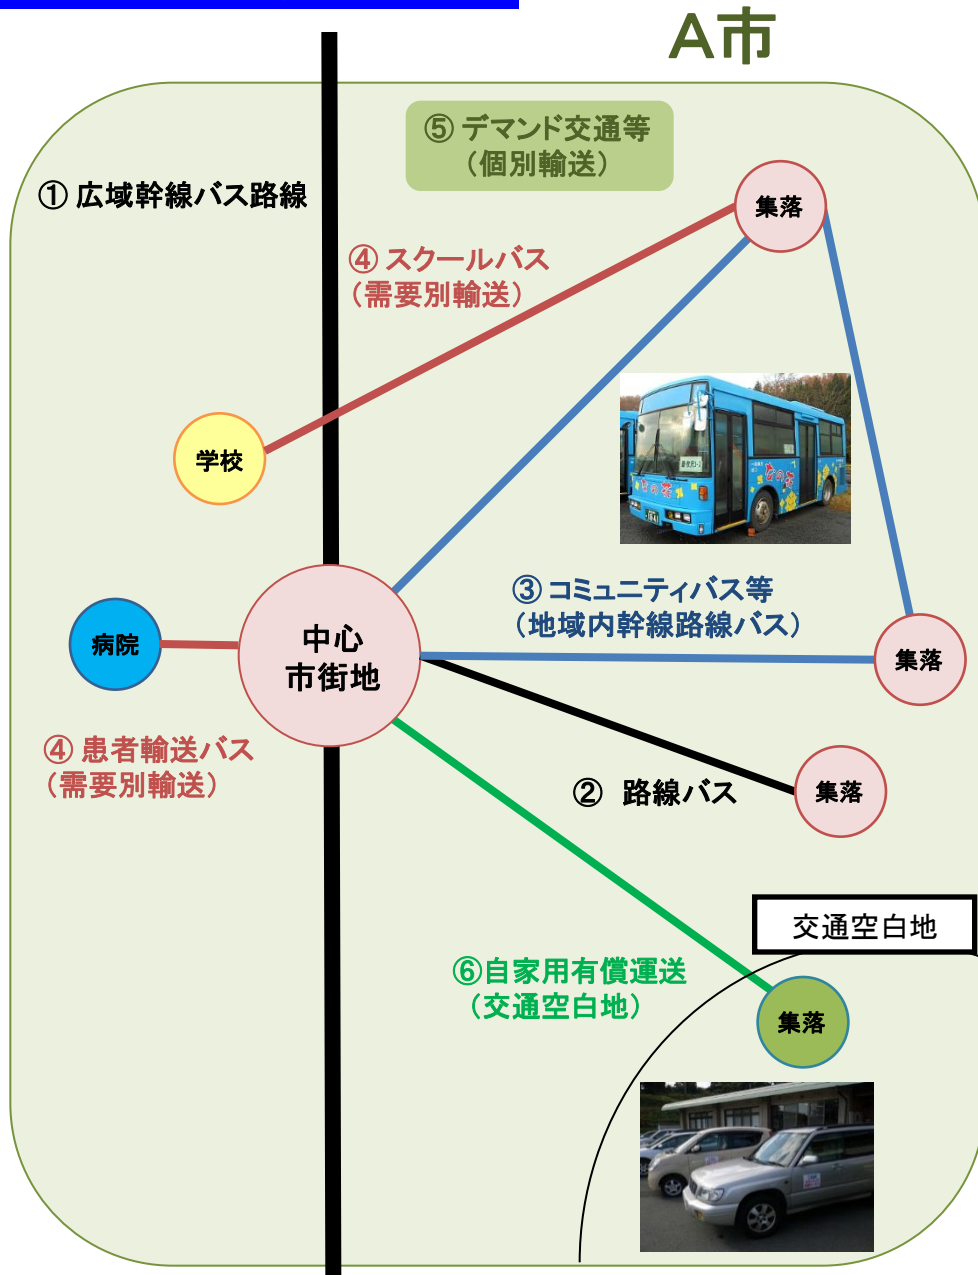 A市
⑤ デマンド交通等
（個別輸送）
① 広域幹線バス路線
集落
④ スクールバス
（需要別輸送）
なの花
学校
③ コミュニティバス等
（地域内幹線路線バス）
病院
中心
市街地
集落
④ 患者輸送バス
（需要別輸送）
② 路線バス
集落
交通空白地
⑥自家用有償運送
（交通空白地）
集落